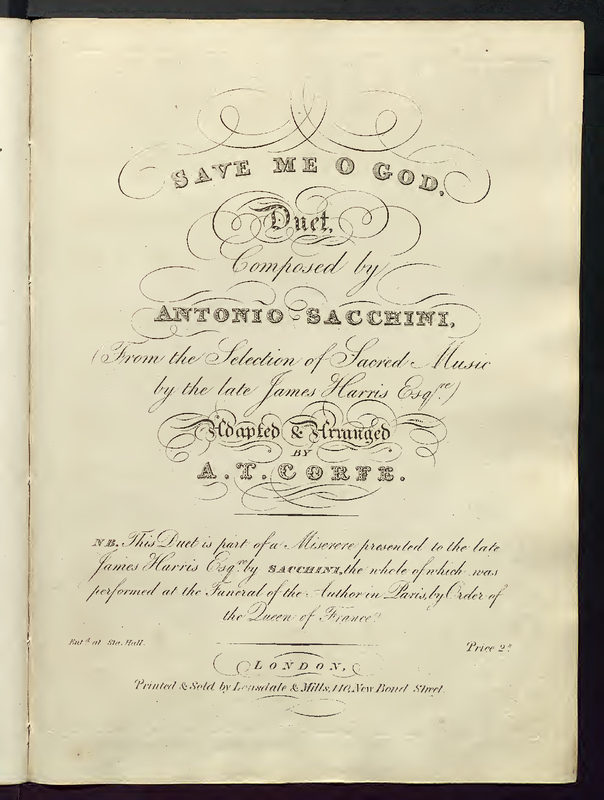 SAVE ME O GOD,
Duet,
Composed by
ANTONIO SACCHINI,
(From the Selection of Sacred Music
by the late James Harris Esqre.)
Adapted & Arranged
BY
A. T. CORFE.
NB. This Duet is part of a Miserere presented to the late
James Harris Esqre. by SACCHINI, the whole of which was
performed at the Funeral of the Author in Paris, by Order of
the Queen of France.
Entd. at Sta. Hall.
Price 2s
LONDON,
Printed & Sold by Lonsdale & Mills, 140, New Bond Street.